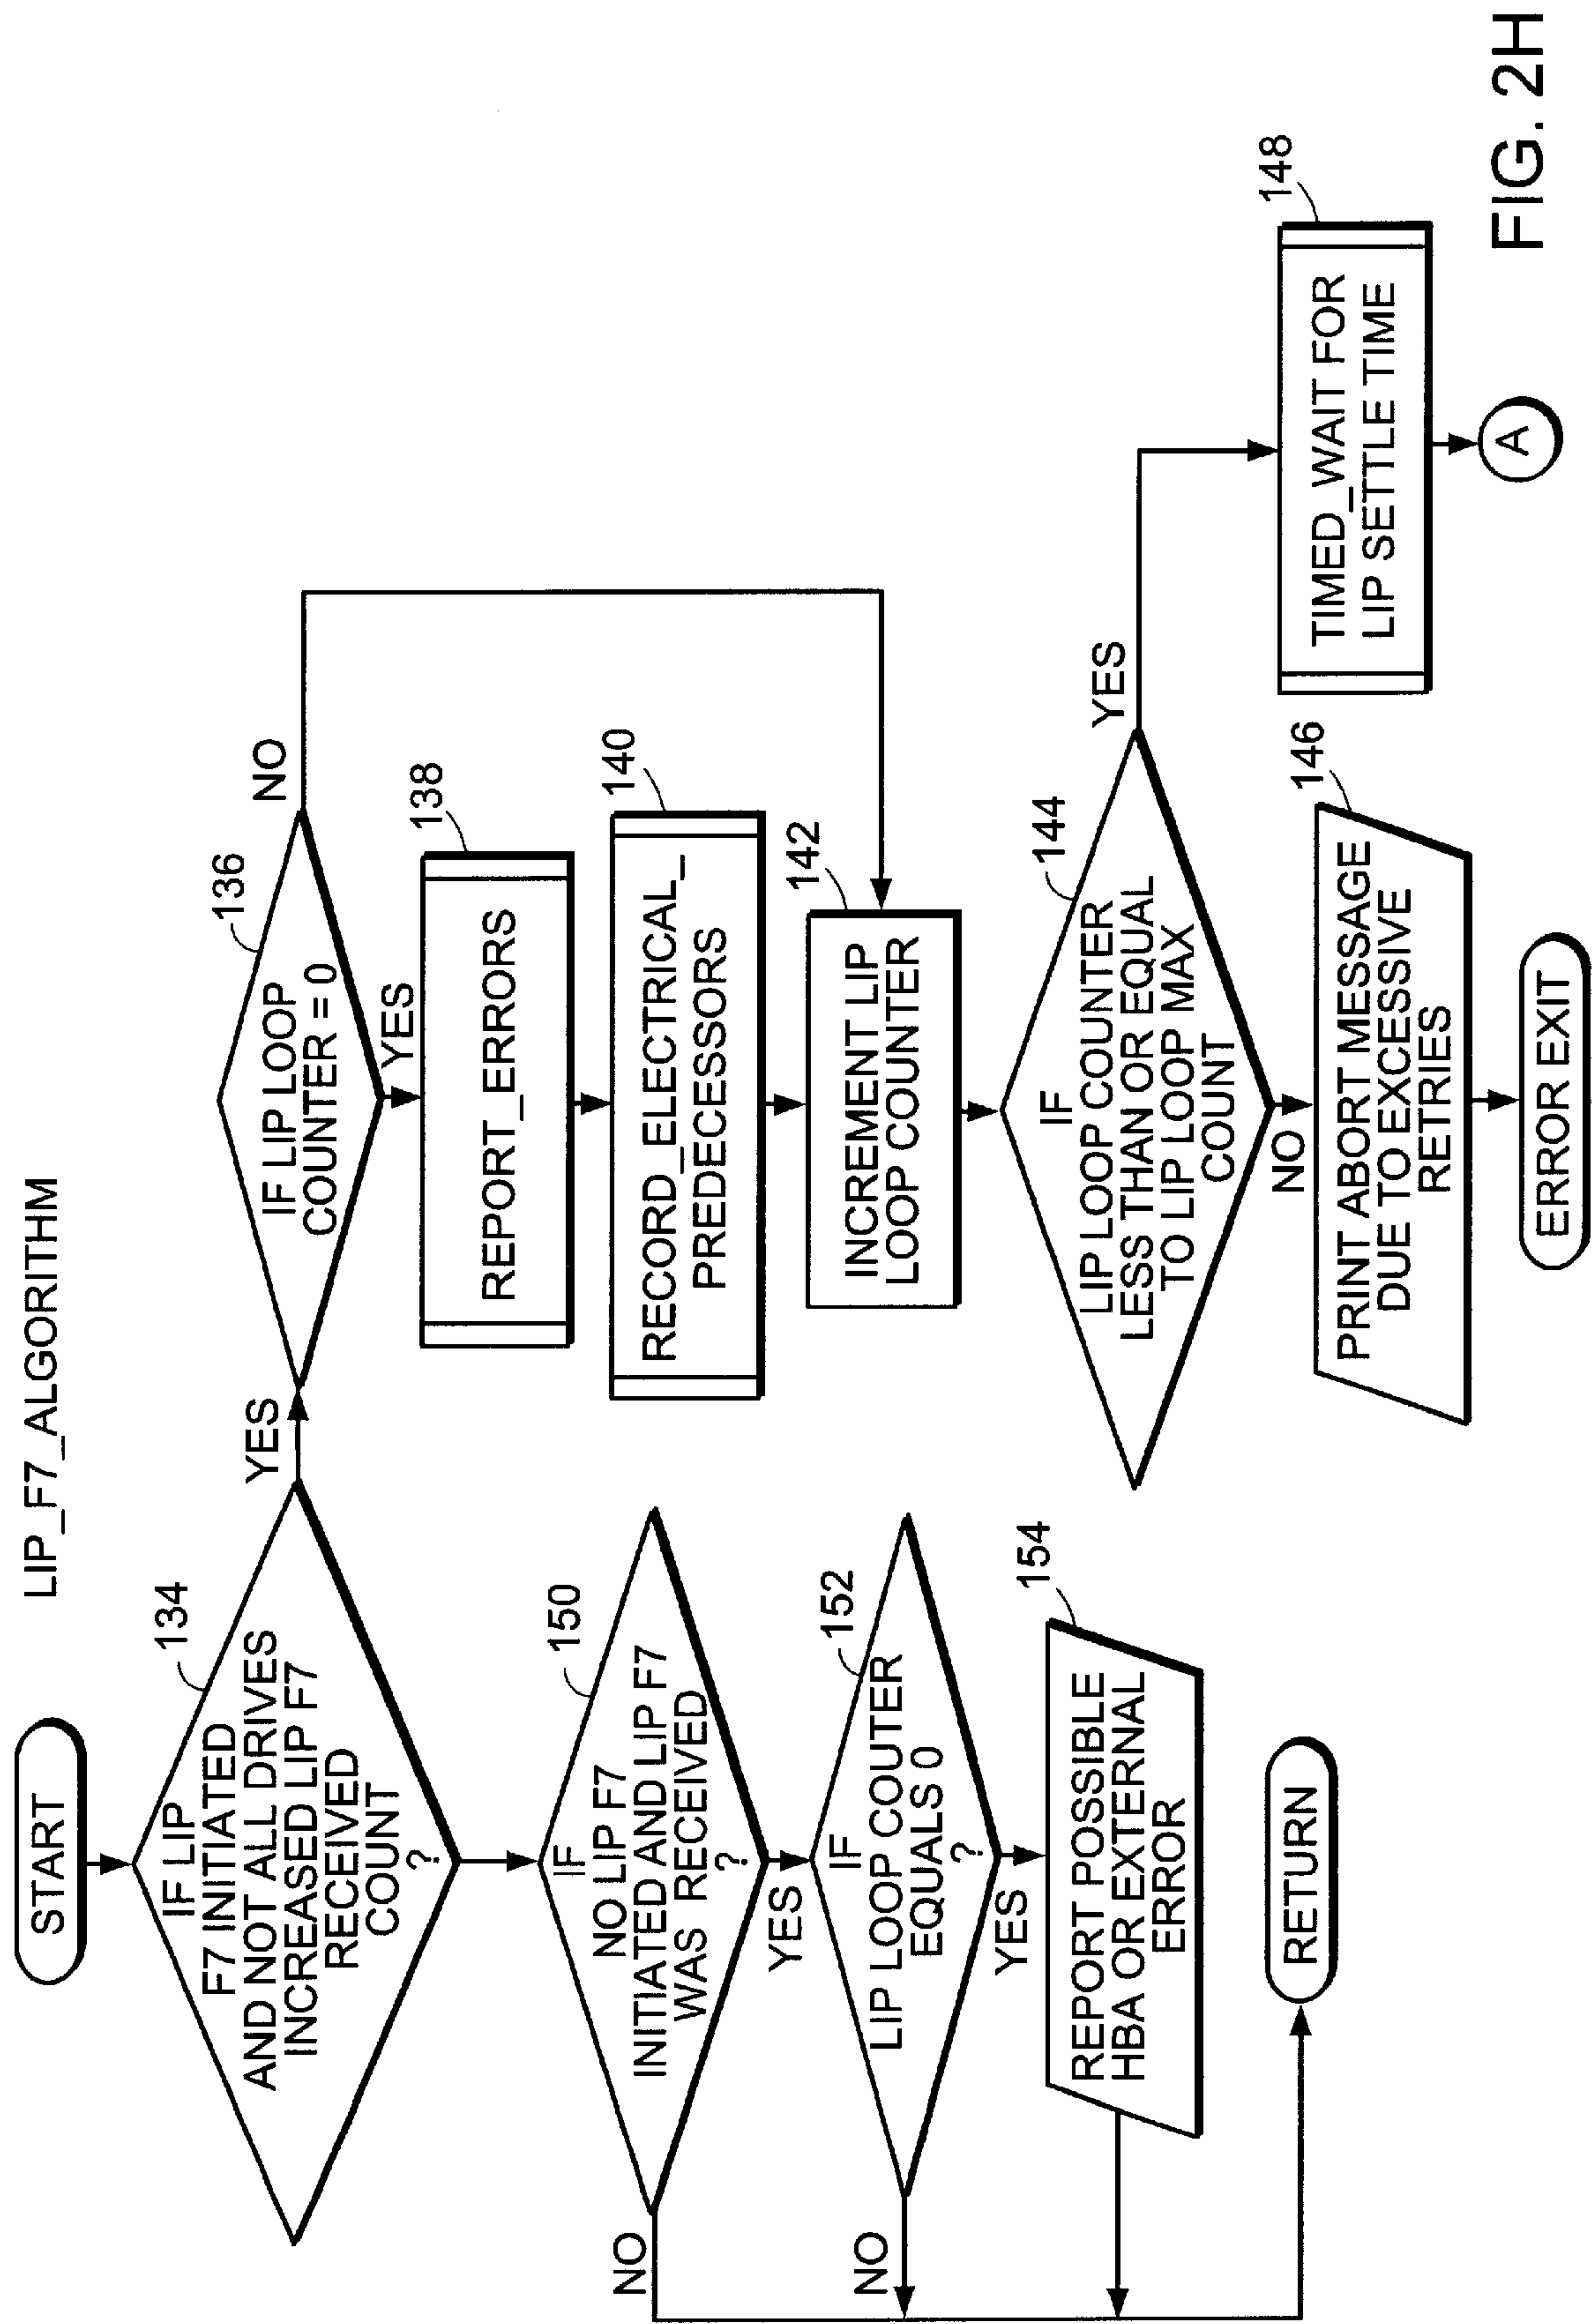 LIP_F7_ALGORITHM
START
134
IF LIP
F7 INITIATED
AND NOT ALL DRIVES
INCREASED LIP F7
RECEIVED
COUNT
?
YES
136
IF LIP LOOP
COUNTER = 0
NO
YES
138
REPORT_ERRORS
140
RECORD_ELECTRICAL_
PREDECESSORS
142
INCREMENT LIP
LOOP COUNTER
144
IF
LIP LOOP COUNTER
LESS THAN OR EQUAL
TO LIP LOOP MAX
COUNT
YES
NO
146
PRINT ABORT MESSAGE
DUE TO EXCESSIVE
RETRIES
ERROR EXIT
148
TIMED_WAIT FOR
LIP SETTLE TIME
A
150
IF
NO LIP F7
INITIATED AND LIP F7
WAS RECEIVED
?
NO
YES
152
IF
LIP LOOP COUTER
EQUALS 0
?
NO
YES
154
REPORT POSSIBLE
HBA OR EXTERNAL
ERROR
RETURN
FIG. 2H